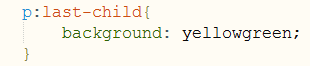 p:last-child{
    background: yellowgreen;
}